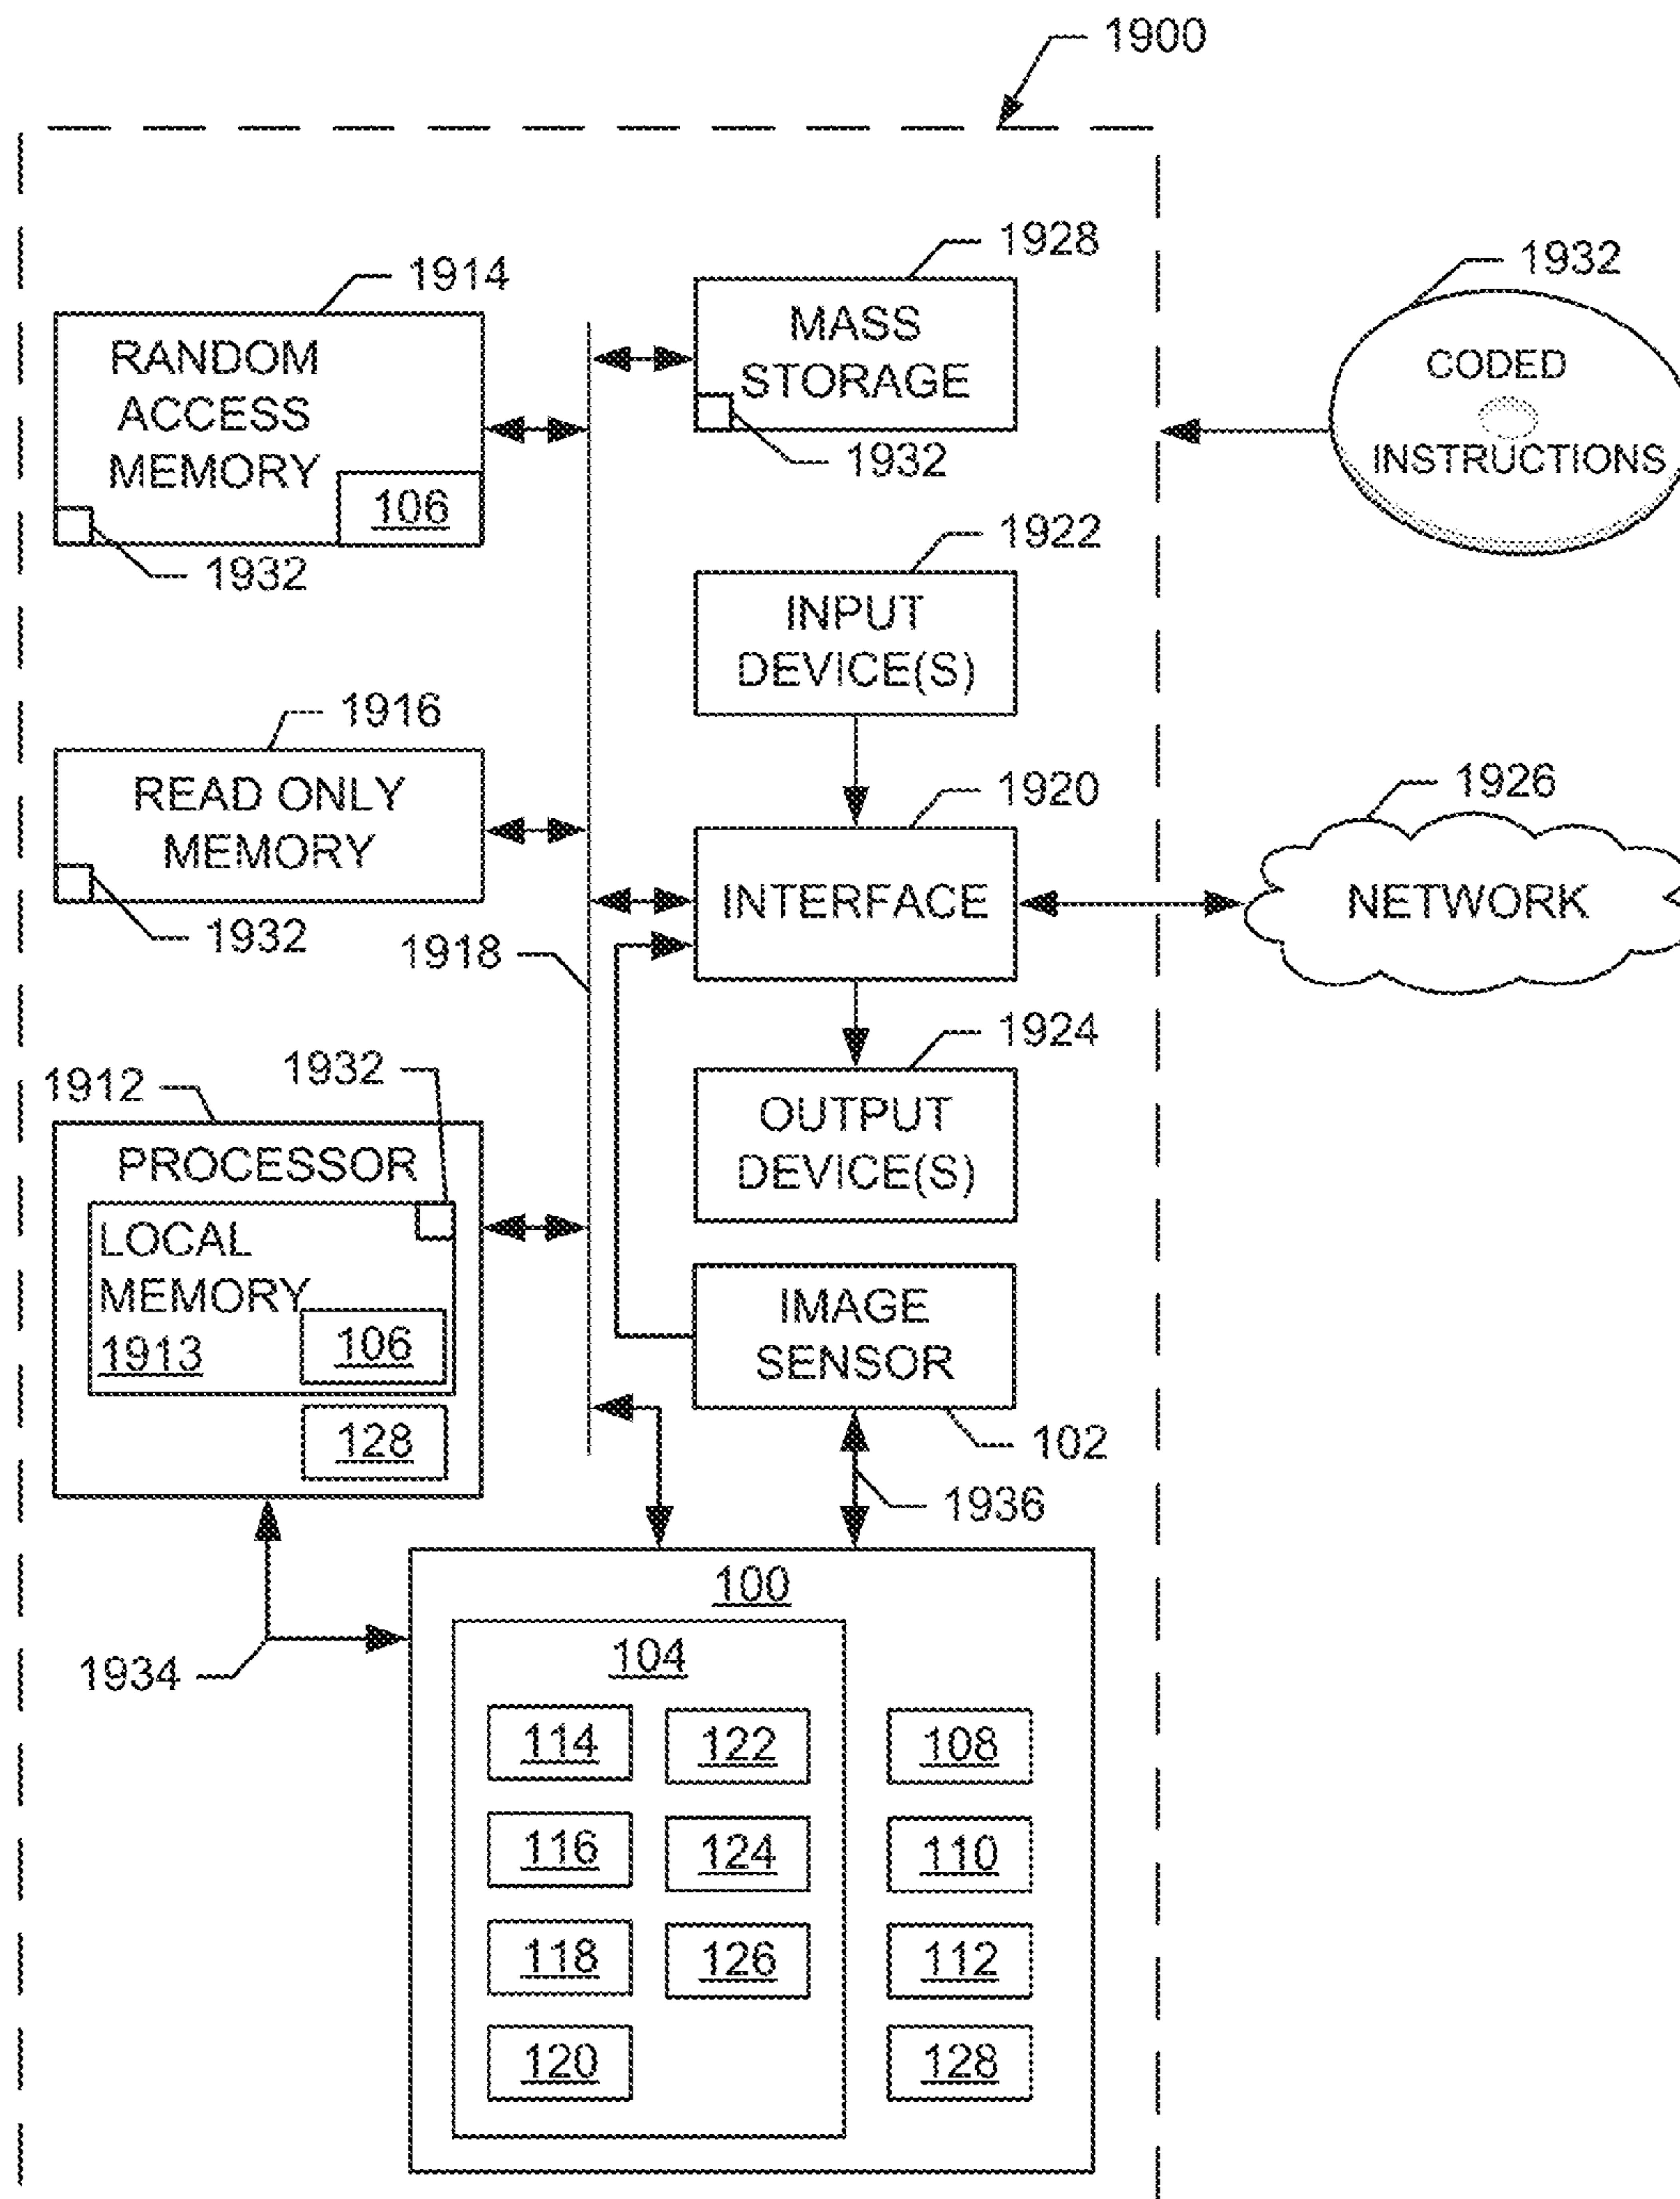 1900
1928
1914
MASS
STORAGE
1932
RANDOM
ACCESS
MEMORY
106
1932
1932
CODED
INSTRUCTIONS
1922
INPUT
DEVICE(S)
1916
READ ONLY
MEMORY
1932
1920
INTERFACE
1926
NETWORK
1918
1924
OUTPUT
DEVICE(S)
1912
1932
PROCESSOR
LOCAL
MEMORY
1913
106
128
IMAGE
SENSOR
102
1936
1934
100
104
114
122
108
116
124
110
118
126
112
120
128